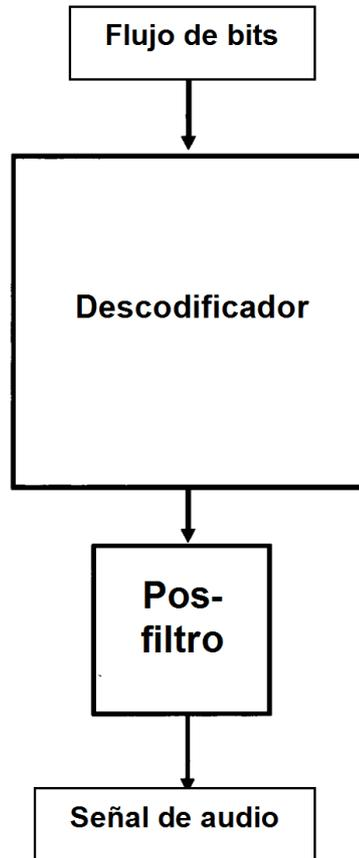 Flujo de bits
Descodificador
Pos-
filtro
Señal de audio